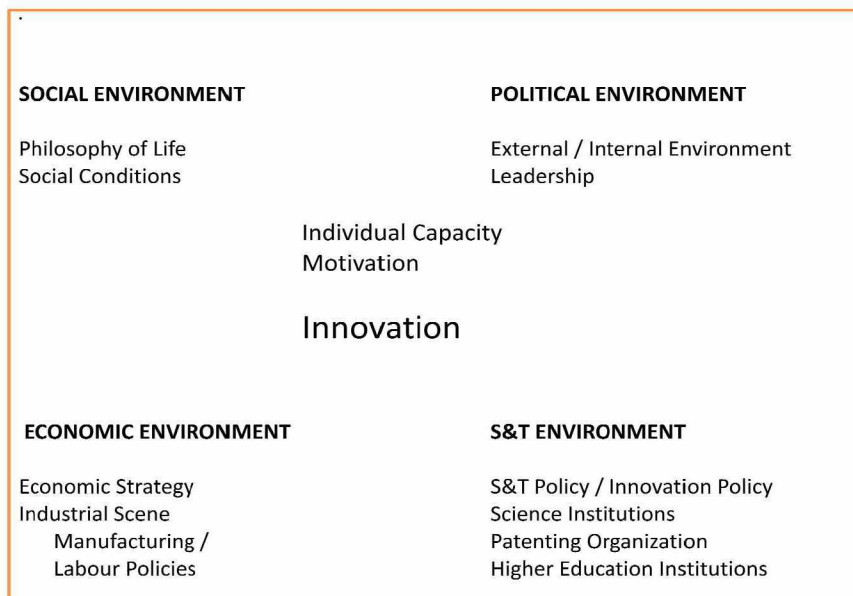 .
SOCIAL ENVIRONMENT
Philosophy of Life
Social Conditions
POLITICAL ENVIRONMENT
External / Internal Environment
Leadership
Individual Capacity
Motivation
Innovation
ECONOMIC ENVIRONMENT
Economic Strategy
Industrial Scene
Manufacturing /
Labour Policies
S&T ENVIRONMENT
S&T Policy / Innovation Policy
Science Institutions
Patenting Organization
Higher Education Institutions